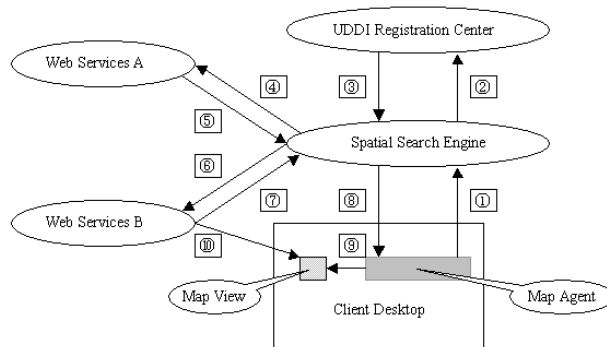 UDDI Registration Center
Web Services A
④
③
②
⑤
Spatial Search Engine
⑥
⑦
⑧
①
Web Services B
⑩
⑨
Map View
Client Desktop
Map Agent